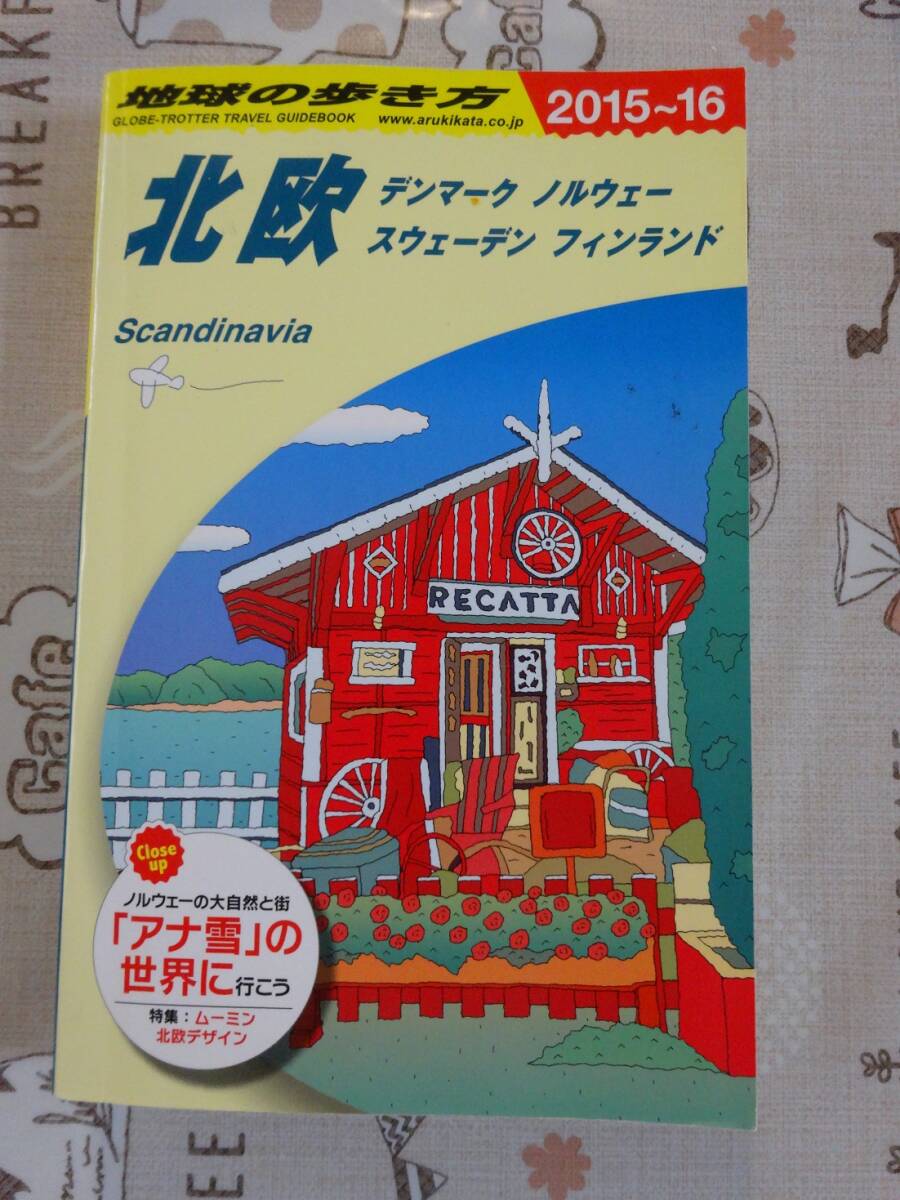 地球の歩き方
GLOBE-TROTTER TRAVEL GUIDEBOOK www.arukikata.co.jp
2015~16
北欧
デンマーク ノルウェー
スウェーデン フィンランド
Scandinavia
RECATTA
Close
up
ノルウェーの大自然と街
「アナ雪」の
世界に行こう
特集:ムーミン
北欧デザイン
BREAKF
Cafe
Caf
EE